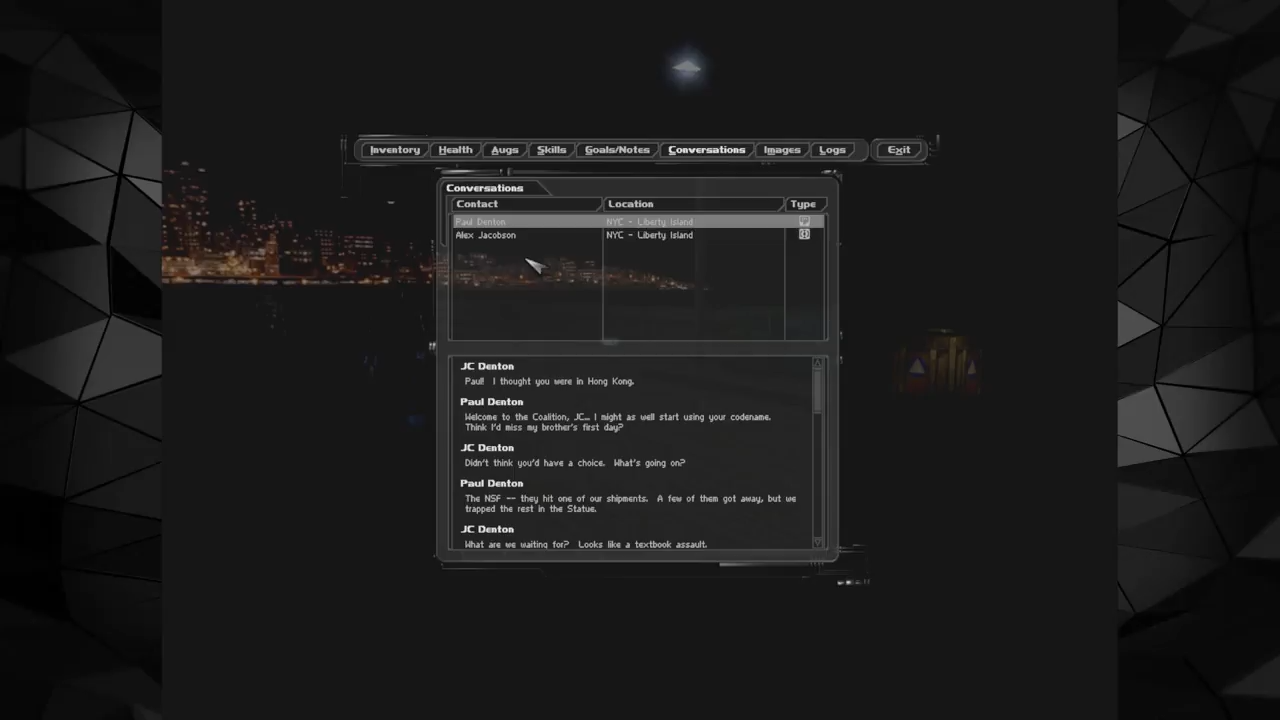 Inventory Health Augs Skills Goals/Notes Conversations Images Logs Exit
Conversations
Contact Location Type
Paul Denton NYC - Liberty Island
Alex Jacobson NYC - Liberty Island
JC Denton
Paul! I thought you were in Hong Kong.
Paul Denton
Welcome to the Coalition, JC... I might as well start using your codename.
Think I'd miss my brother's first day?
JC Denton
Didn't think you'd have a choice. What's going on?
Paul Denton
The NSF -- they hit one of our shipments. A few of them got away, but we
trapped the rest in the Statue.
JC Denton
What are we waiting for? Looks like a textbook assault.